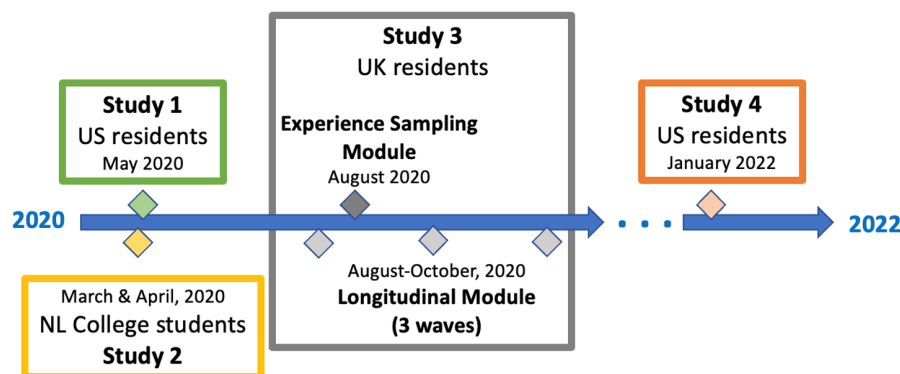 Study 3
UK residents
Study 1
US residents
May 2020
Experience Sampling
Module
August 2020
Study 4
US residents
January 2022
2020
2022
March & April, 2020
NL College students
Study 2
August-October, 2020
Longitudinal Module
(3 waves)